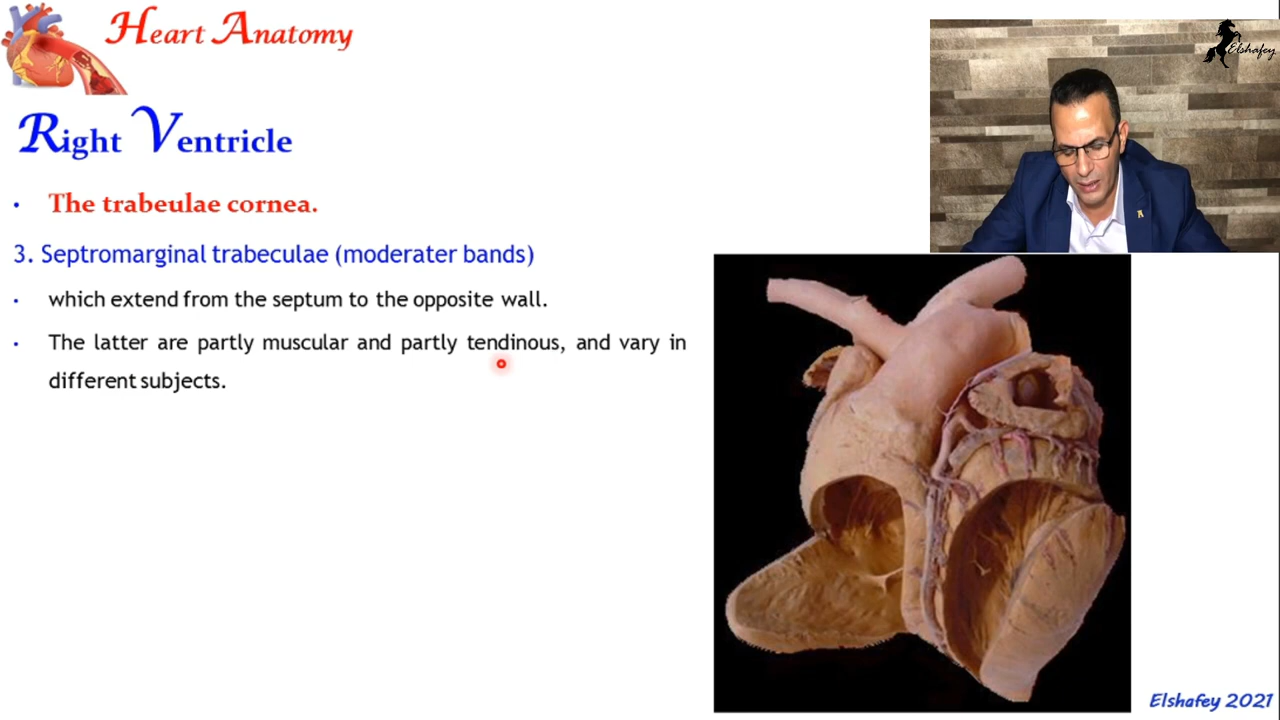 Heart Anatomy
Elshafey
Right Ventricle
• The trabeulae cornea.
3. Septromarginal trabeculae (moderater bands)
• which extend from the septum to the opposite wall.
• The latter are partly muscular and partly tendinous, and vary in
different subjects.
Elshafey 2021